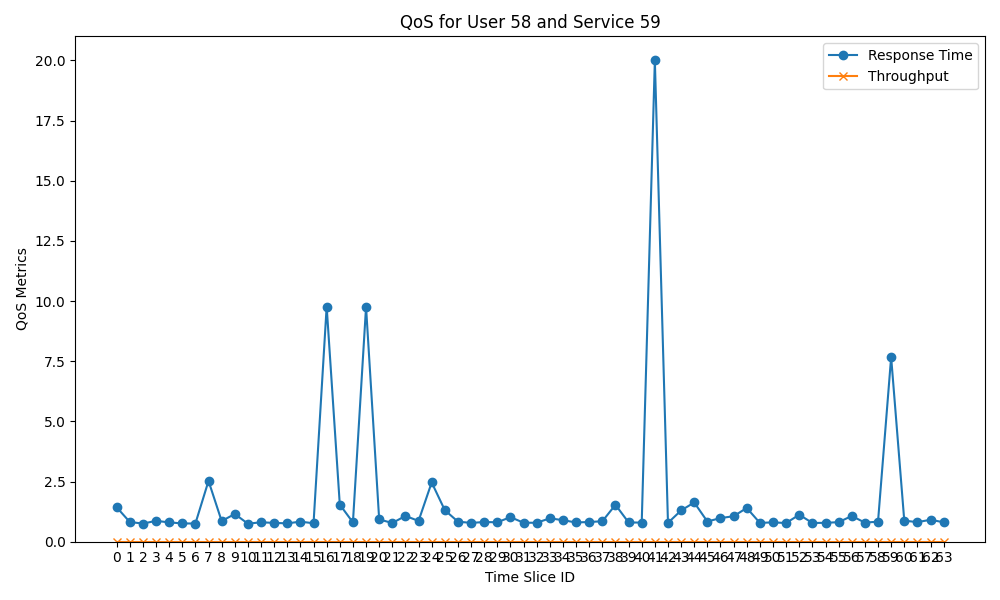 QoS for User 58 and Service 59
Response Time
Throughput
20.0
17.5
15.0
12.5
10.0
7.5
5.0
2.5
0.0
QoS Metrics
0 1 2 3 4 5 6 7 8 9 10 11 12 13 14 15 16 17 18 19 20 21 22 23 24 25 26 27 28 29 30 31 32 33 34 35 36 37 38 39 40 41 42 43 44 45 46 47 48 49 50 51 52 53 54 55 56 57 58 59 60 61 62 63
Time Slice ID